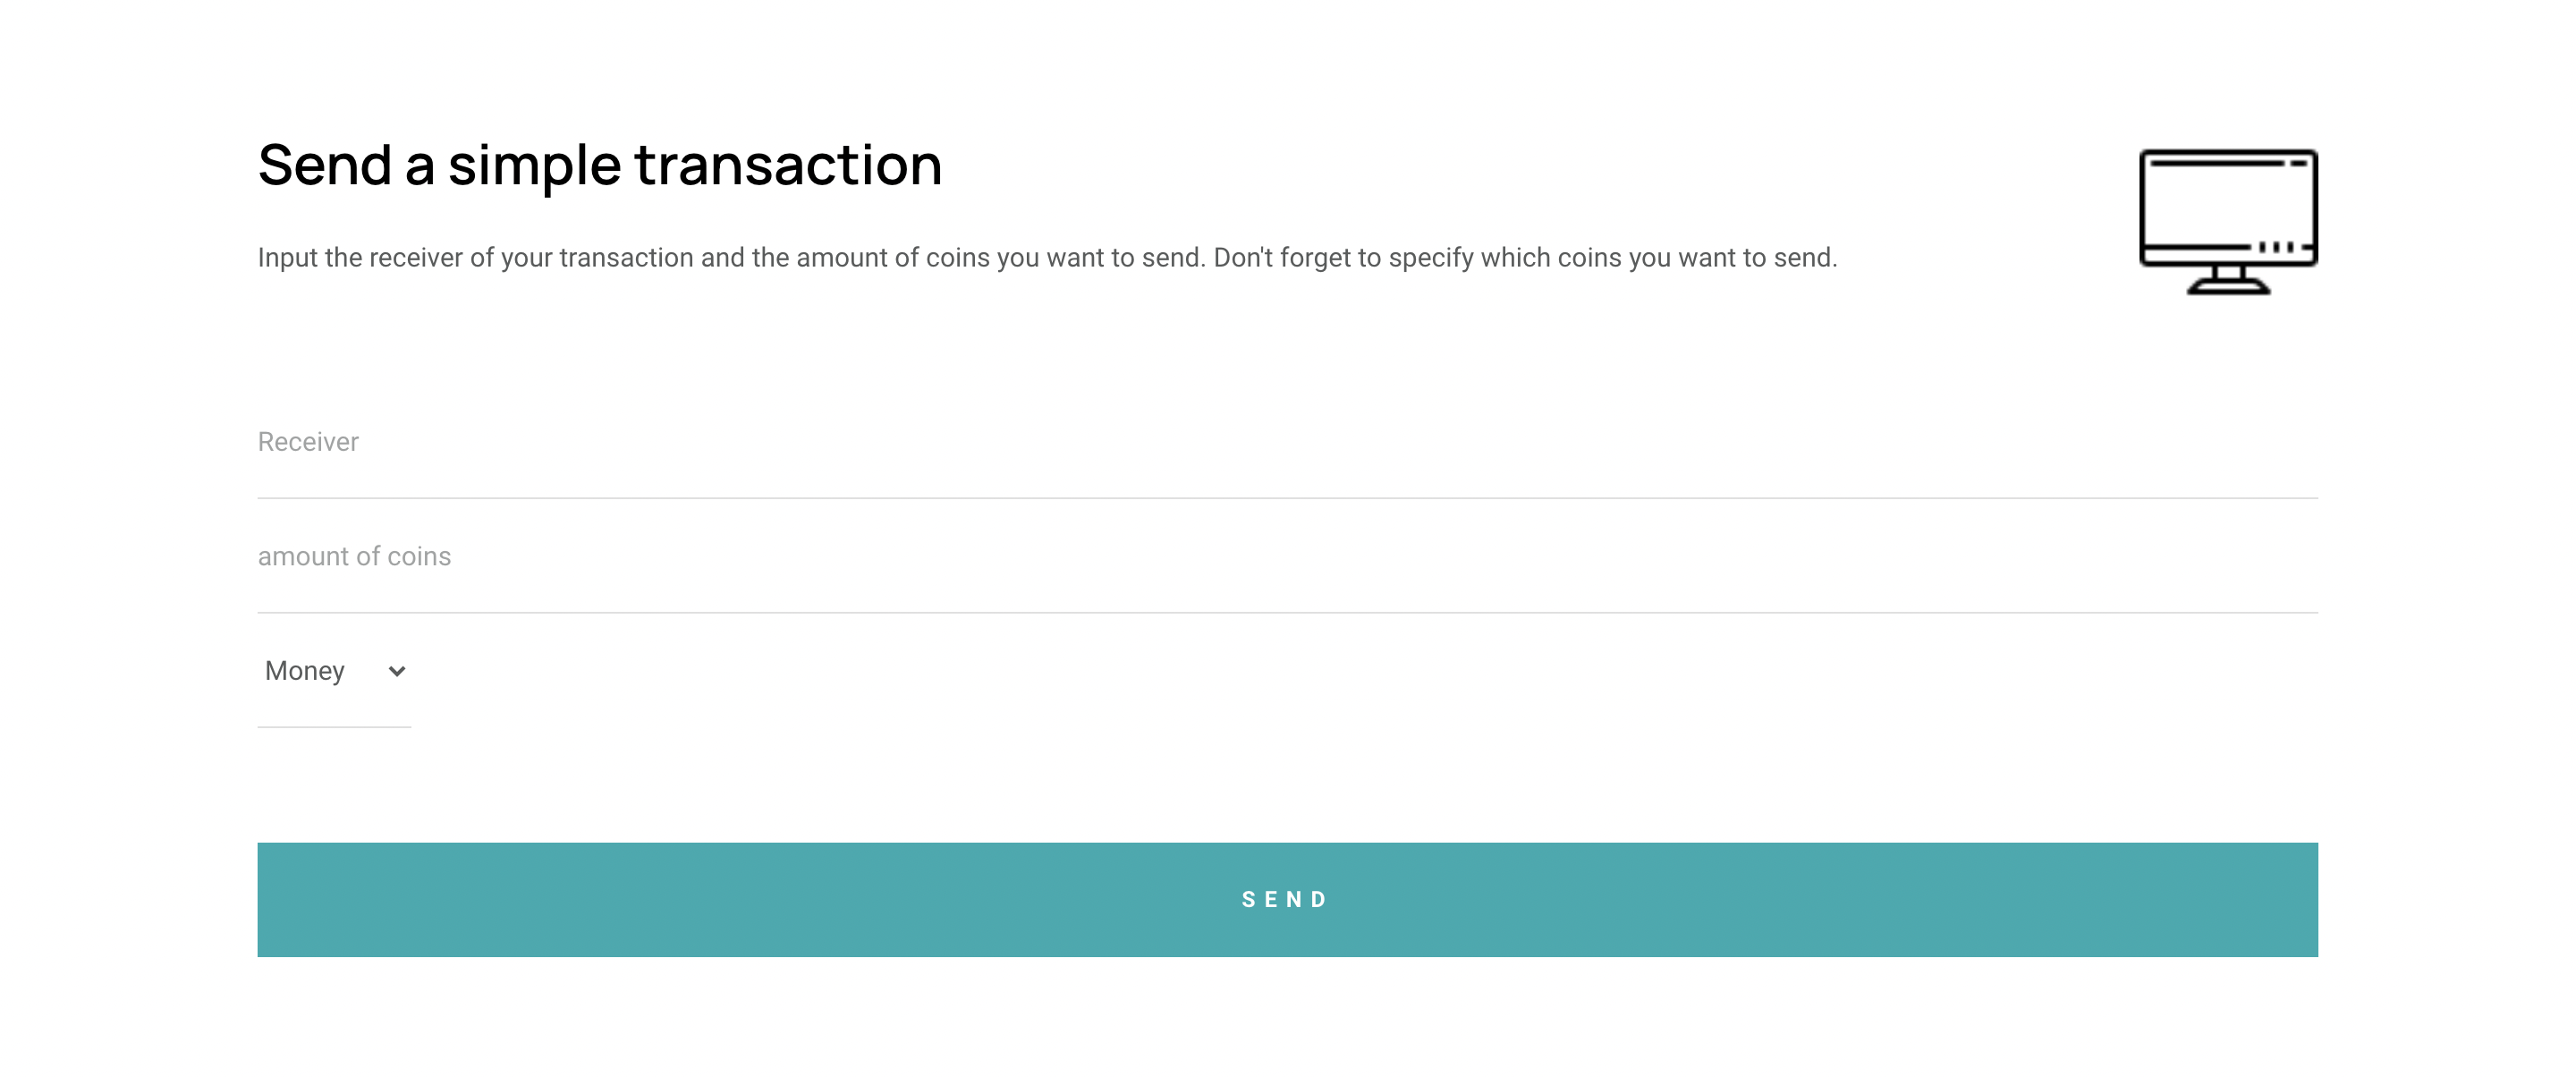 Send a simple transaction
Input the receiver of your transaction and the amount of coins you want to send. Don't forget to specify which coins you want to send.
Receiver
amount of coins
Money
SEND